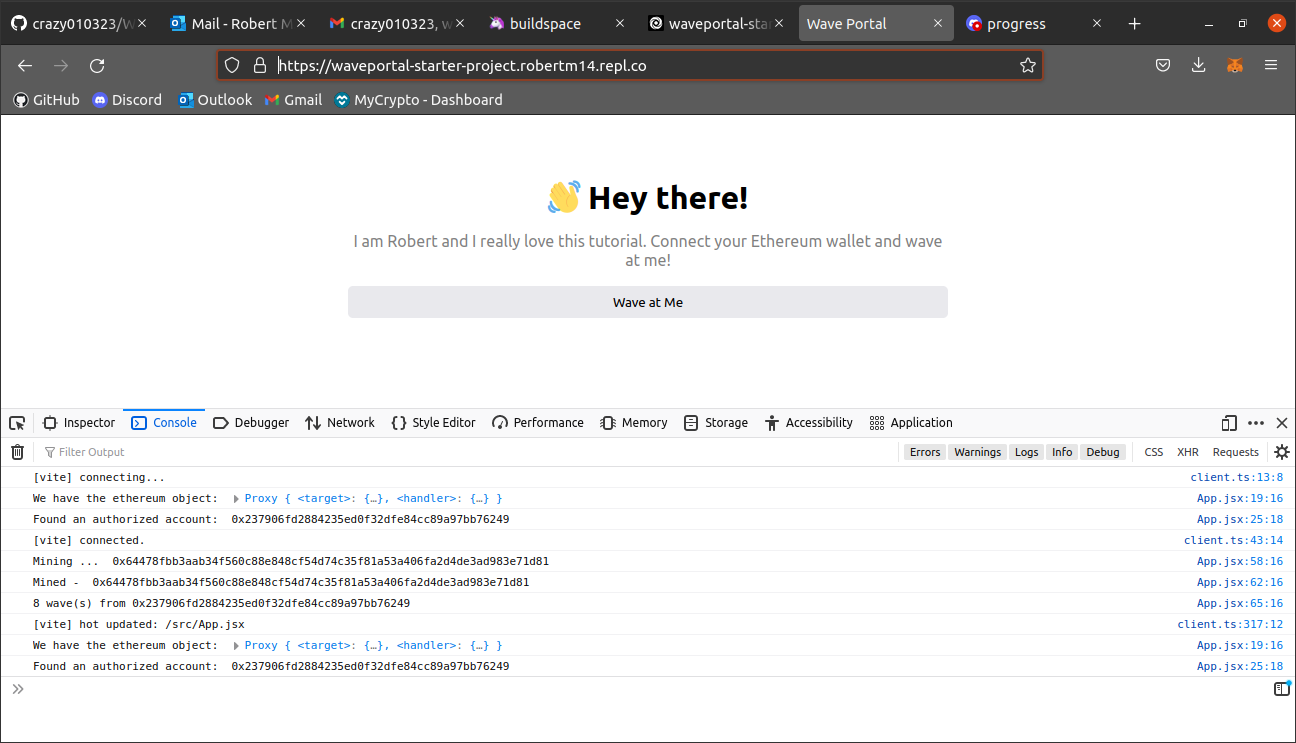 crazy010323/W
Mail - Robert M
crazy010323, w
buildspace
waveportal-sta
Wave Portal
progress
https://waveportal-starter-project.robertm14.repl.co
GitHub Discord Outlook Gmail MyCrypto - Dashboard
👋 Hey there!
I am Robert and I really love this tutorial. Connect your Ethereum wallet and wave
at me!
Wave at Me
Inspector Console Debugger Network Style Editor Performance Memory Storage Accessibility Application
Filter Output Errors Warnings Logs Info Debug CSS XHR Requests
[vite] connecting... client.ts:13:8
We have the ethereum object: Proxy { <target>: {…}, <handler>: {…} } App.jsx:19:16
Found an authorized account: 0x237906fd2884235ed0f32dfe84cc89a97bb76249 App.jsx:25:18
[vite] connected. client.ts:43:14
Mining ... 0x64478fbb3aab34f560c88e848cf54d74c35f81a53a406fa2d4de3ad983e71d81 App.jsx:58:16
Mined - 0x64478fbb3aab34f560c88e848cf54d74c35f81a53a406fa2d4de3ad983e71d81 App.jsx:62:16
8 wave(s) from 0x237906fd2884235ed0f32dfe84cc89a97bb76249 App.jsx:65:16
[vite] hot updated: /src/App.jsx client.ts:317:12
We have the ethereum object: Proxy { <target>: {…}, <handler>: {…} } App.jsx:19:16
Found an authorized account: 0x237906fd2884235ed0f32dfe84cc89a97bb76249 App.jsx:25:18